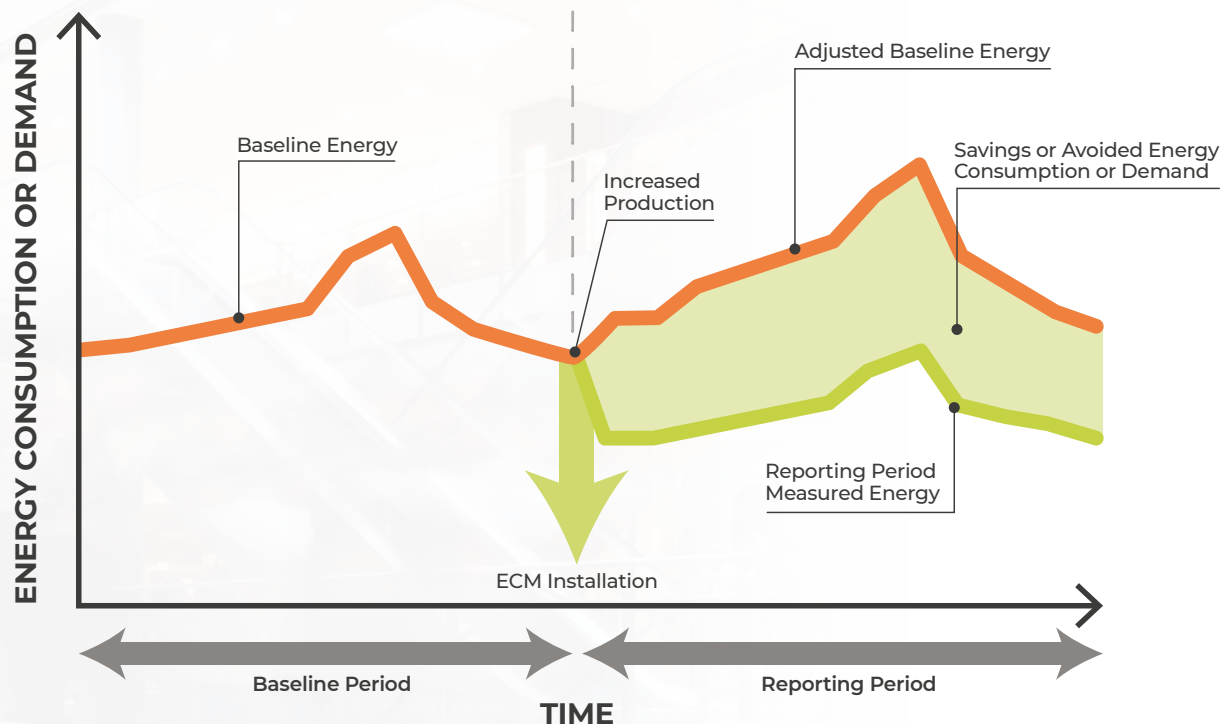 ENERGY CONSUMPTION OR DEMAND
Adjusted Baseline Energy
Baseline Energy
Savings or Avoided Energy
Consumption or Demand
Increased
Production
Reporting Period
Measured Energy
ECM Installation
Baseline Period
Reporting Period
TIME